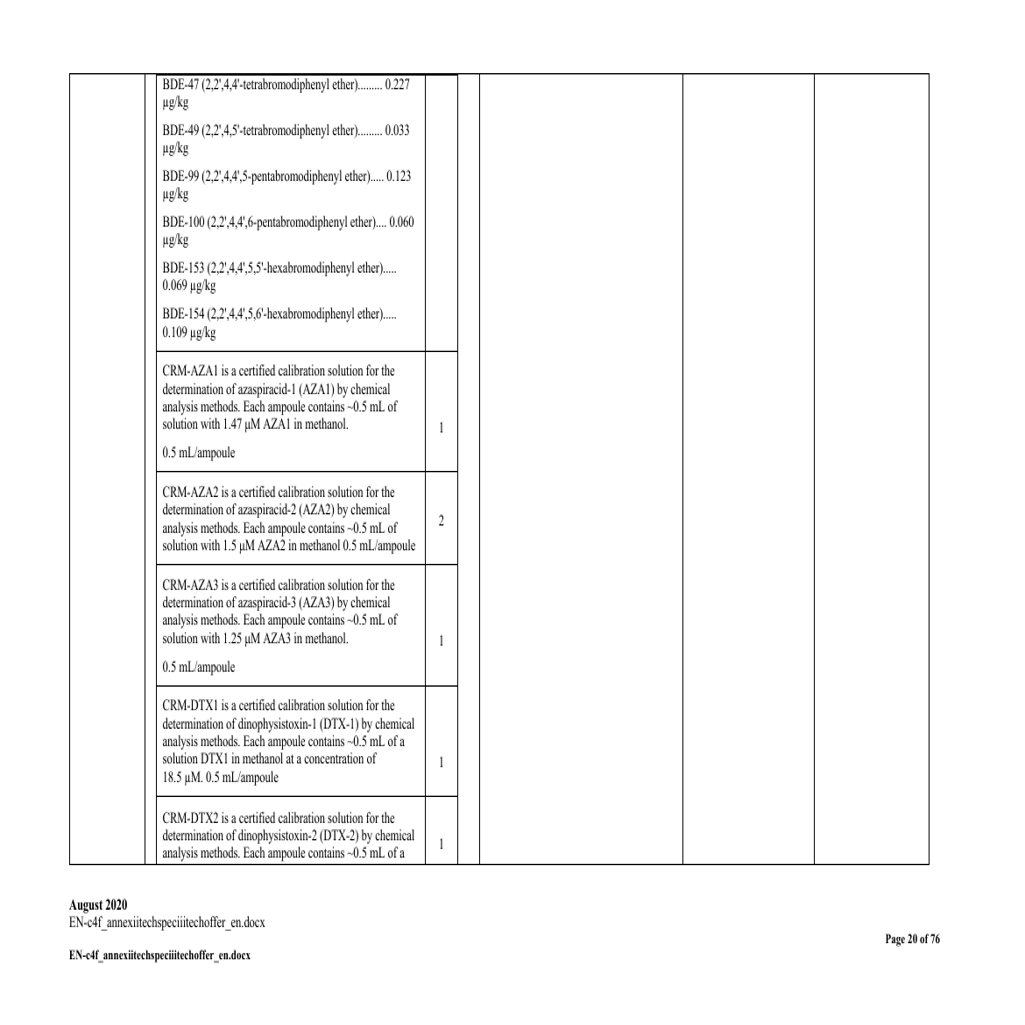 BDE-47 (2,2',4,4'-tetrabromodiphenyl ether)......... 0.227
µg/kg
BDE-49 (2,2',4,5'-tetrabromodiphenyl ether)......... 0.033
µg/kg
BDE-99 (2,2',4,4',5-pentabromodiphenyl ether)..... 0.123
µg/kg
BDE-100 (2,2',4,4',6-pentabromodiphenyl ether).... 0.060
µg/kg
BDE-153 (2,2',4,4',5,5'-hexabromodiphenyl ether).....
0.069 µg/kg
BDE-154 (2,2',4,4',5,6'-hexabromodiphenyl ether).....
0.109 µg/kg
CRM-AZA1 is a certified calibration solution for the
determination of azaspiracid-1 (AZA1) by chemical
analysis methods. Each ampoule contains ~0.5 mL of
solution with 1.47 µM AZA1 in methanol.
0.5 mL/ampoule
1
CRM-AZA2 is a certified calibration solution for the
determination of azaspiracid-2 (AZA2) by chemical
analysis methods. Each ampoule contains ~0.5 mL of
solution with 1.5 µM AZA2 in methanol 0.5 mL/ampoule
2
CRM-AZA3 is a certified calibration solution for the
determination of azaspiracid-3 (AZA3) by chemical
analysis methods. Each ampoule contains ~0.5 mL of
solution with 1.25 µM AZA3 in methanol.
0.5 mL/ampoule
1
CRM-DTX1 is a certified calibration solution for the
determination of dinophysistoxin-1 (DTX-1) by chemical
analysis methods. Each ampoule contains ~0.5 mL of a
solution DTX1 in methanol at a concentration of
18.5 µM. 0.5 mL/ampoule
1
CRM-DTX2 is a certified calibration solution for the
determination of dinophysistoxin-2 (DTX-2) by chemical
analysis methods. Each ampoule contains ~0.5 mL of a
1
August 2020
EN-c4f_annexiitechspeciiitechoffer_en.docx
Page 20 of 76
EN-c4f_annexiitechspeciiitechoffer_en.docx